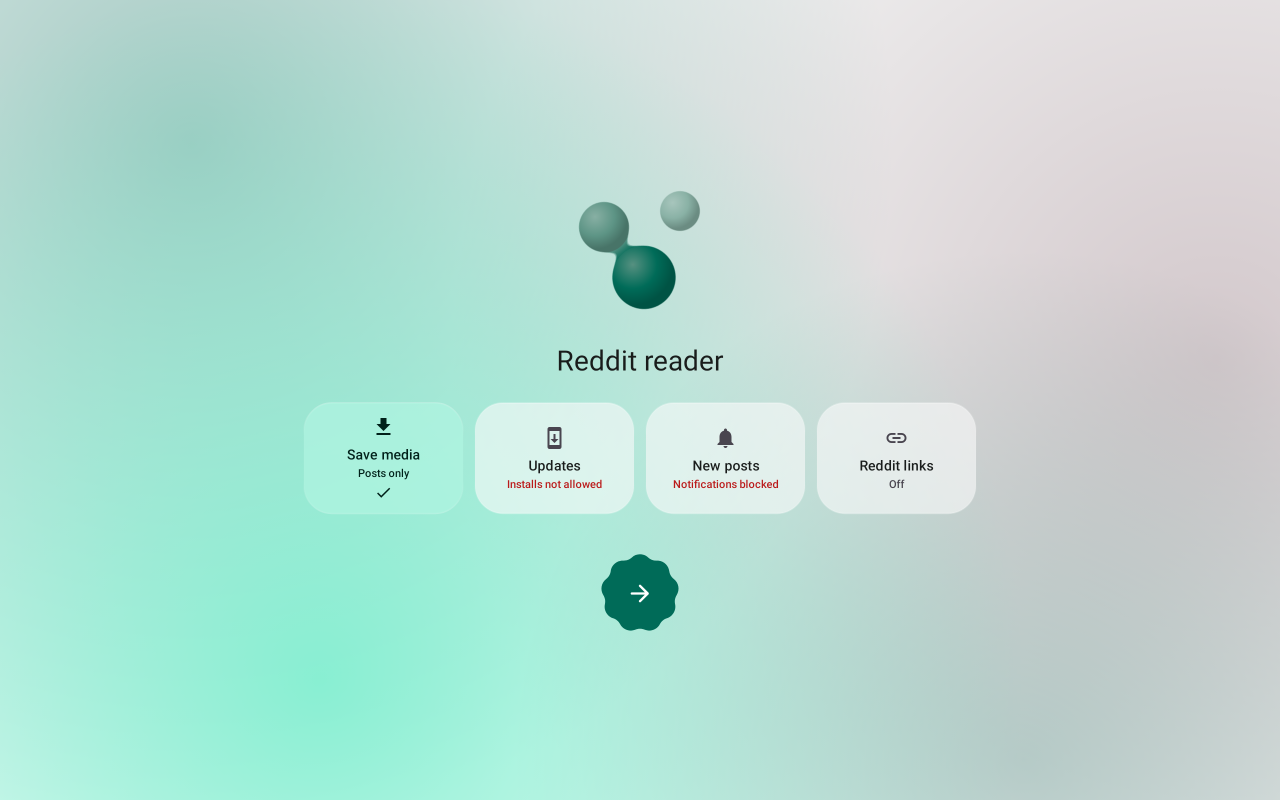 Reddit reader
Save media
Posts only
Updates
Installs not allowed
New posts
Notifications blocked
Reddit links
Off